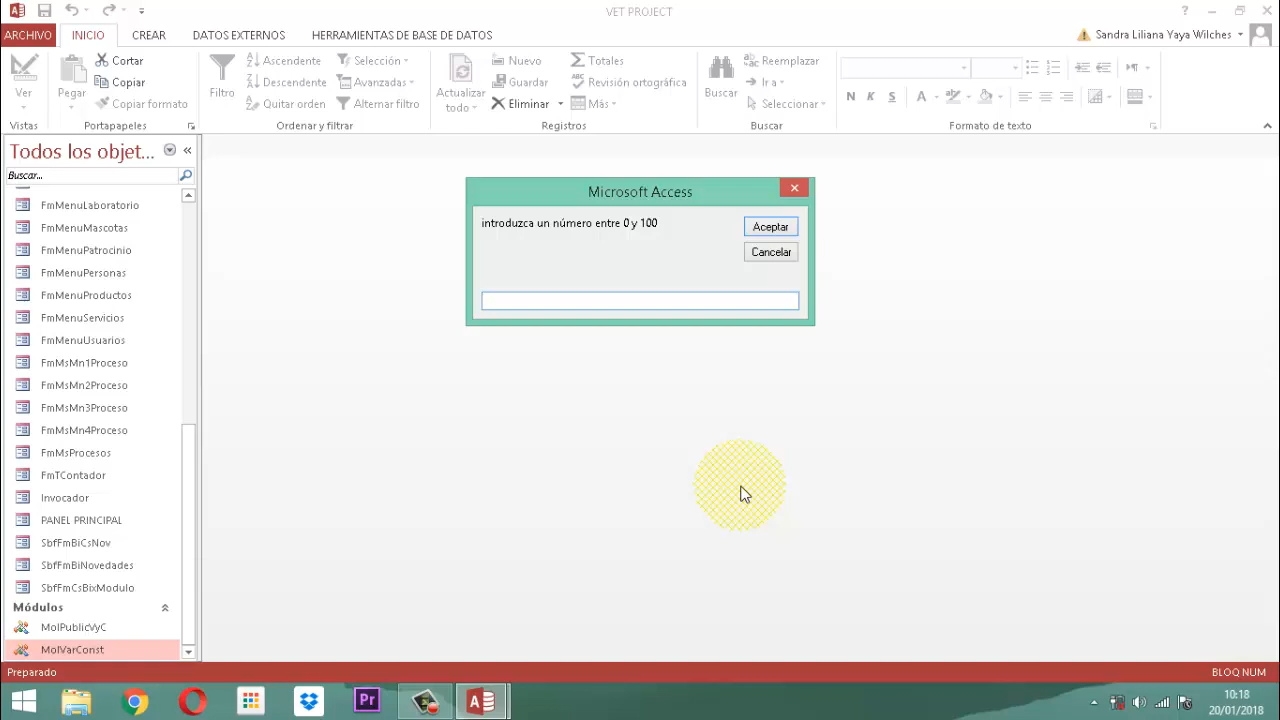 VET PROJECT
ARCHIVO INICIO CREAR DATOS EXTERNOS HERRAMIENTAS DE BASE DE DATOS Sandra Liliana Yaya Wilches
Ver
Pegar
Cortar
Copiar
Copiar formato
Filtro
Ascendente
Descendente
Quitar or
Selección
Avanzadas
ar filtro
Actualizar
todo
Nuevo
Guardar
Eliminar
Totales
Revisión ortográfica
Más
Buscar
Reemplazar
Ir a
Seleccionar
N K S A
Vistas Portapapeles Ordenar y filtrar Registros Buscar Formato de texto
Todos los objet...
Buscar...
FmMenuLaboratorio
FmMenuMascotas
FmMenuPatrocinio
FmMenuPersonas
FmMenuProductos
FmMenuServicios
FmMenuUsuarios
FmMsMn1Proceso
FmMsMn2Proceso
FmMsMn3Proceso
FmMsMn4Proceso
FmMsProcesos
FmTContador
Invocador
PANEL PRINCIPAL
SbfFmBiCsNov
SbfFmBiNovedades
SbfFmCsBixModulo
Módulos
MolPublicVyC
MolVarConst
Microsoft Access
introduzca un número entre 0 y 100
Aceptar
Cancelar
Preparado BLOQ NUM
Pr
10:18
20/01/2018